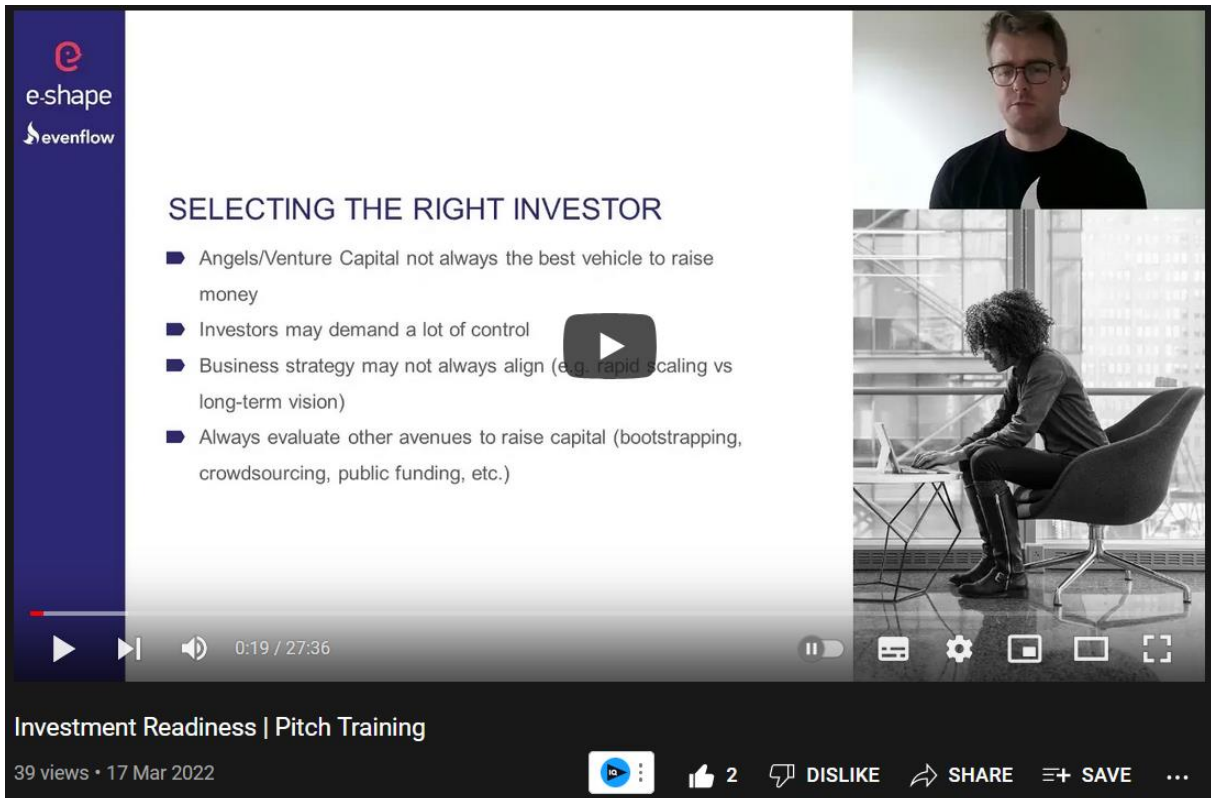 e-shape
evenflow
SELECTING THE RIGHT INVESTOR
Angels/Venture Capital not always the best vehicle to raise
money
Investors may demand a lot of control
Business strategy may not always align (e.g. rapid scaling vs
long-term vision)
Always evaluate other avenues to raise capital (bootstrapping,
crowdsourcing, public funding, etc.)
0:19 / 27:36
Investment Readiness | Pitch Training
39 views • 17 Mar 2022
IQ
2
DISLIKE
SHARE
SAVE